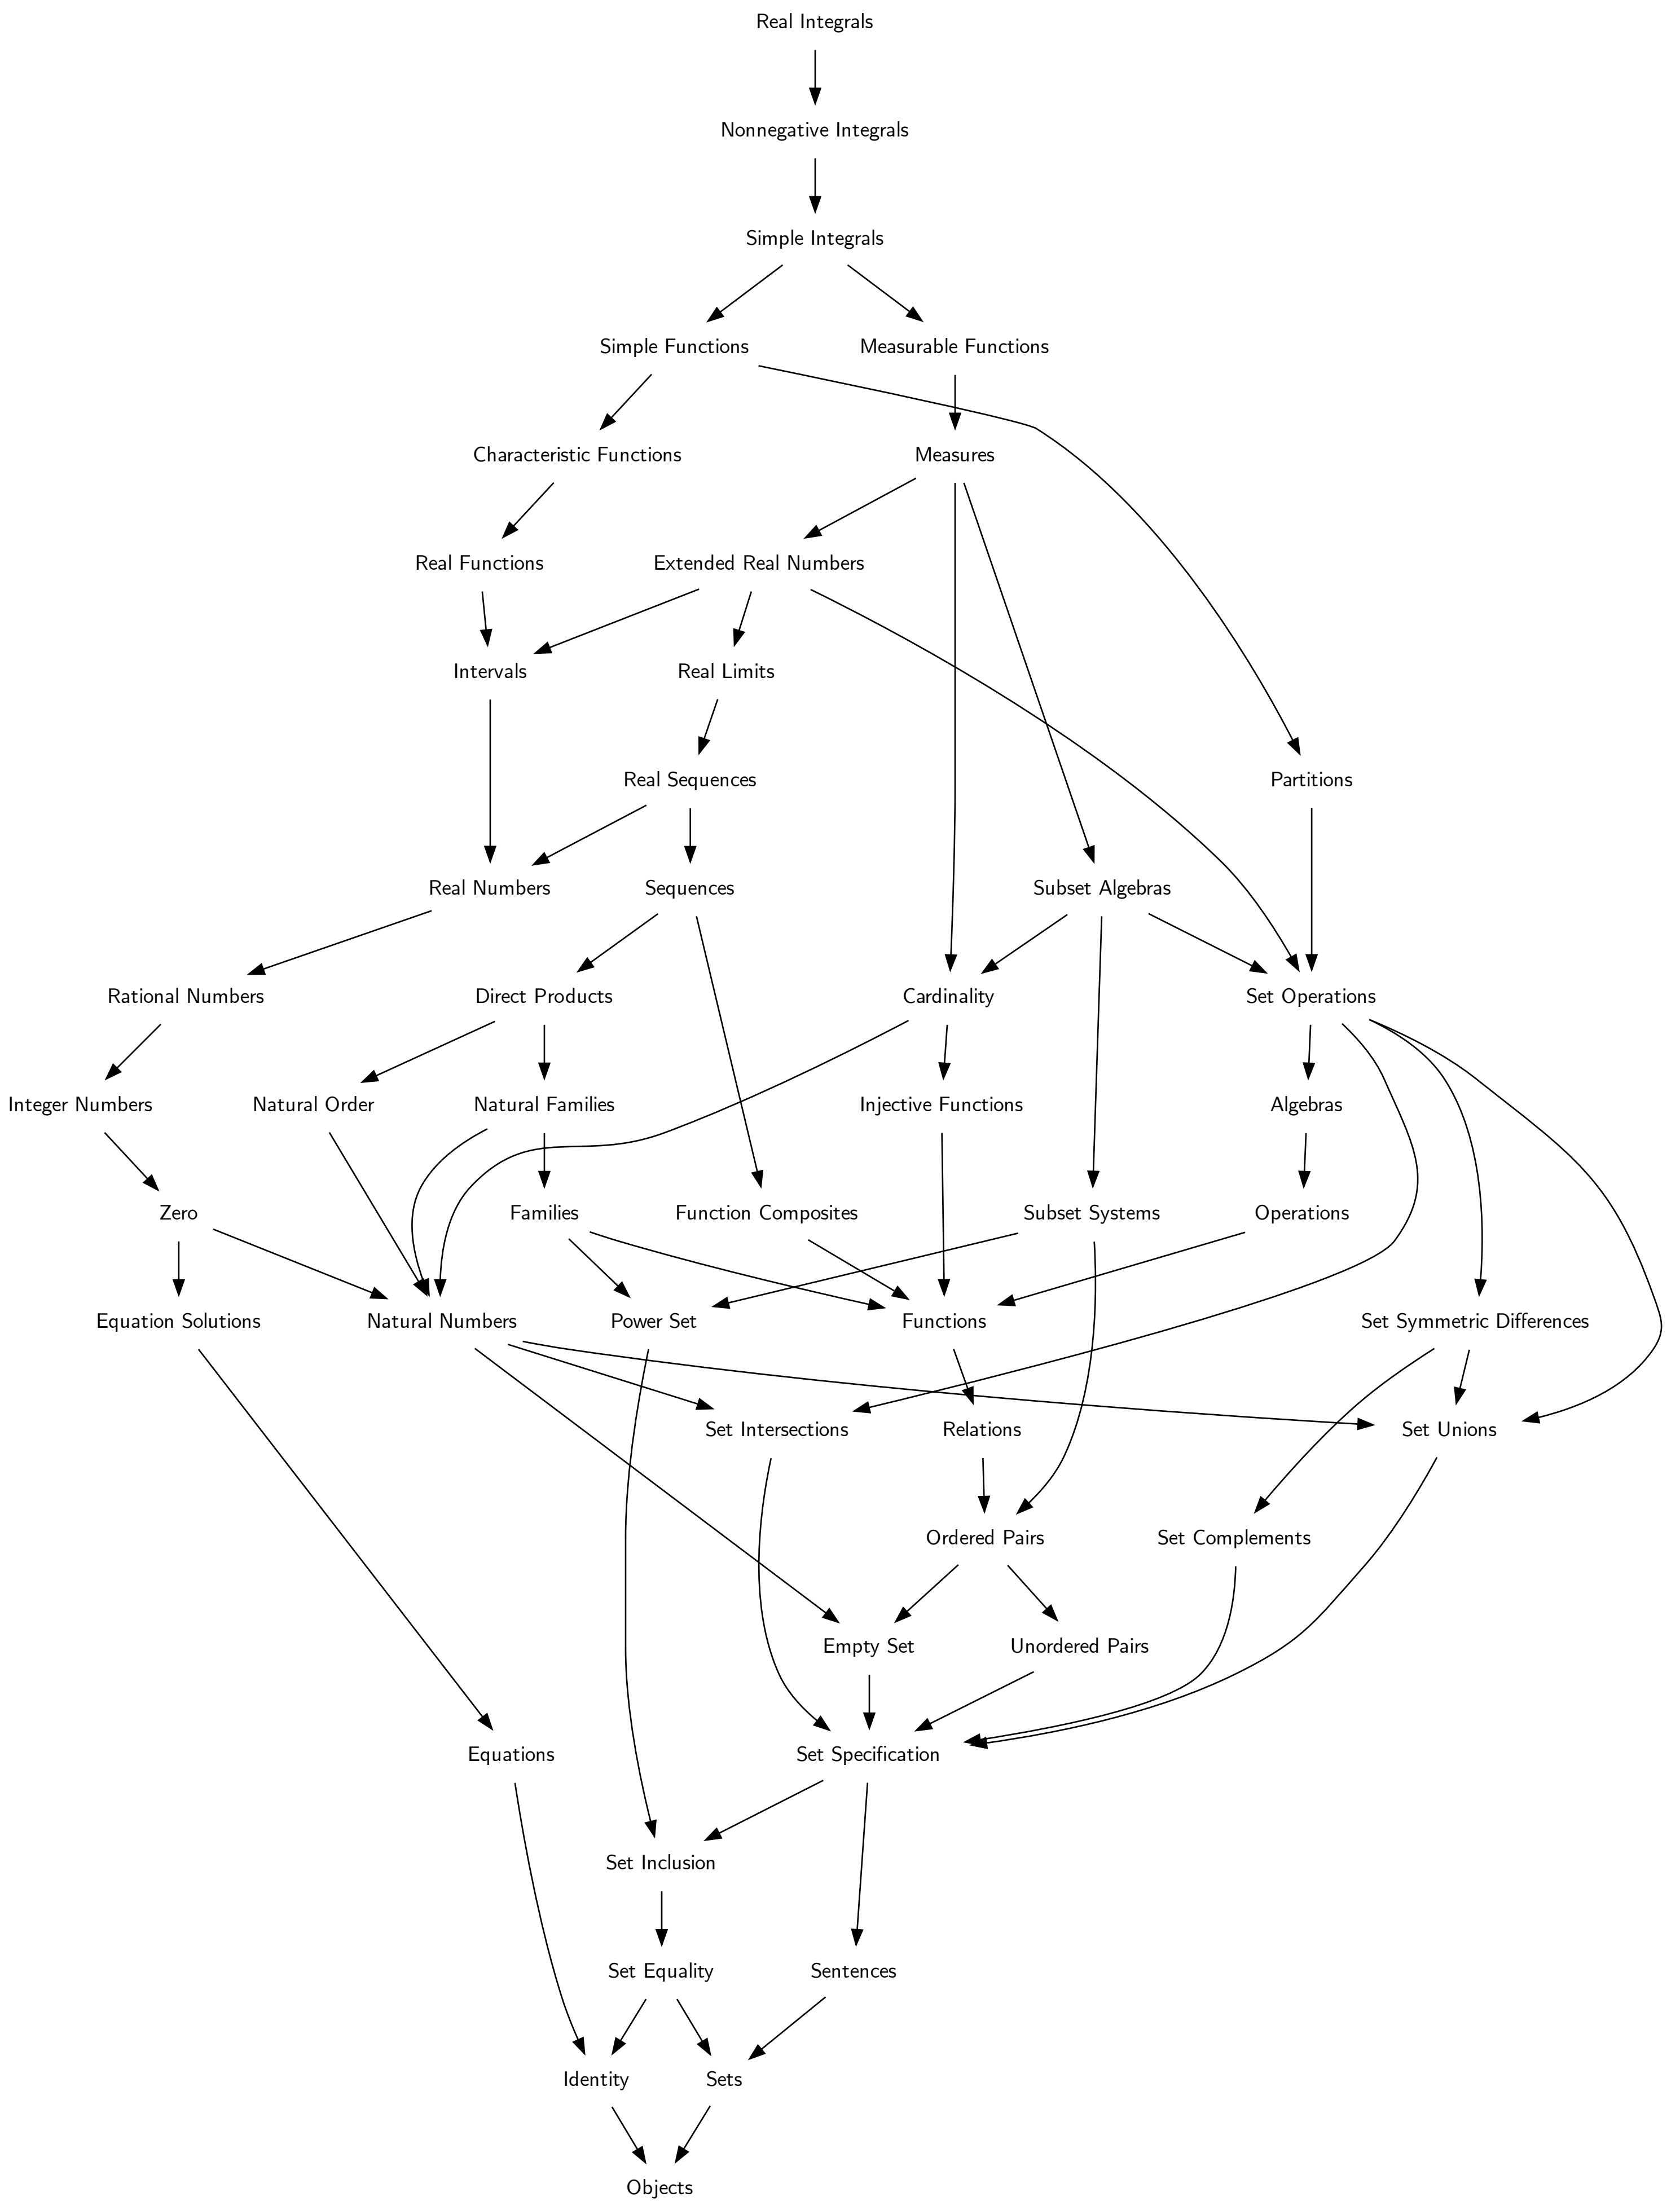 Real Integrals
Nonnegative Integrals
Simple Integrals
Simple Functions
Measurable Functions
Characteristic Functions
Measures
Real Functions
Extended Real Numbers
Intervals
Real Limits
Real Sequences
Partitions
Real Numbers
Sequences
Subset Algebras
Rational Numbers
Direct Products
Cardinality
Set Operations
Integer Numbers
Natural Order
Natural Families
Injective Functions
Algebras
Zero
Families
Function Composites
Subset Systems
Operations
Equation Solutions
Natural Numbers
Power Set
Functions
Set Symmetric Differences
Set Intersections
Relations
Set Unions
Ordered Pairs
Set Complements
Empty Set
Unordered Pairs
Equations
Set Specification
Set Inclusion
Set Equality
Sentences
Identity
Sets
Objects